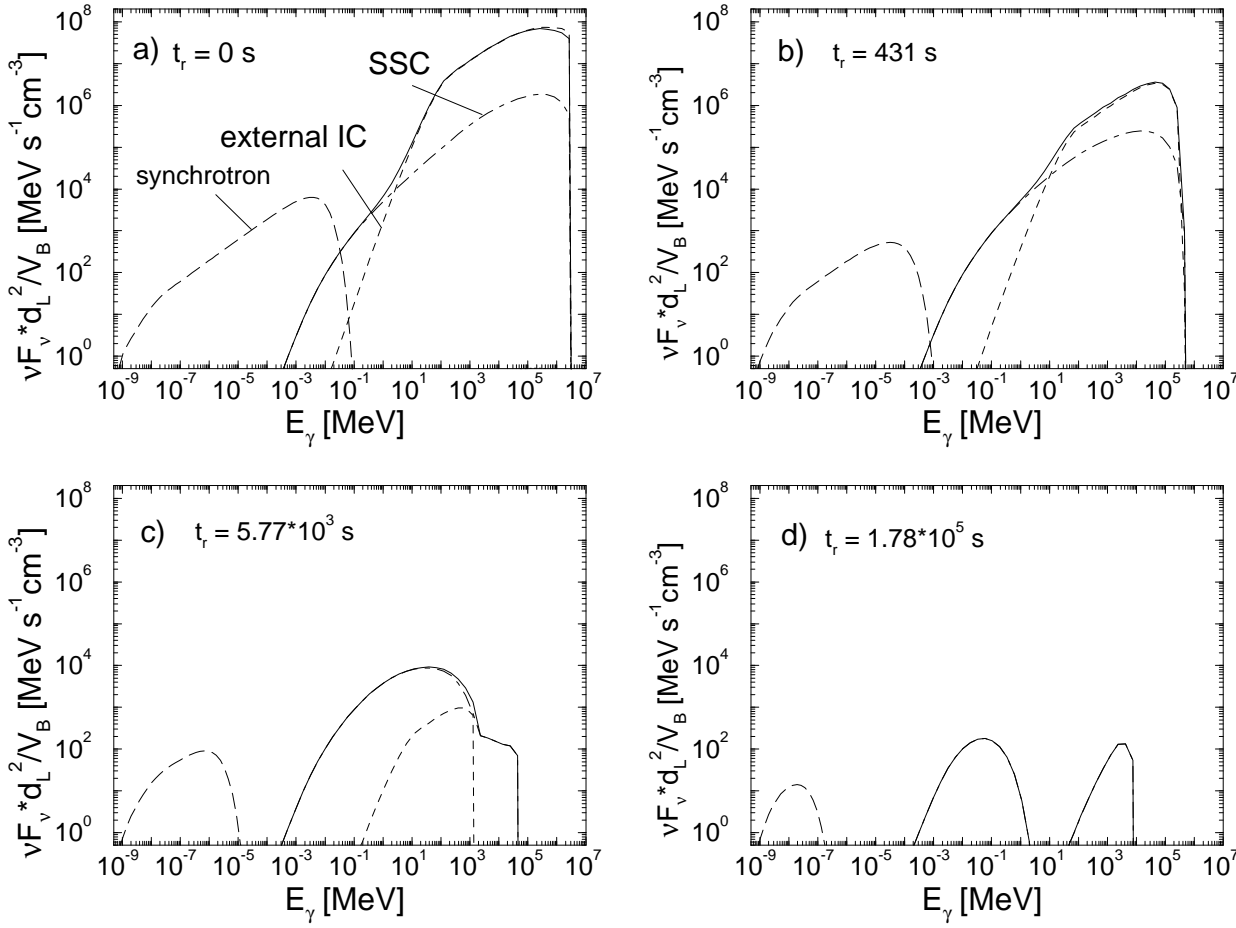 a) t_r = 0 s
SSC
external IC
synchrotron
νF_ν*d_L^2/V_B [MeV s^-1cm^-3]
10^8
10^6
10^4
10^2
10^0
10^-9 10^-7 10^-5 10^-3 10^-1 10^1 10^3 10^5 10^7
E_γ [MeV]
b) t_r = 431 s
νF_ν*d_L^2/V_B [MeV s^-1cm^-3]
10^8
10^6
10^4
10^2
10^0
10^-9 10^-7 10^-5 10^-3 10^-1 10^1 10^3 10^5 10^7
E_γ [MeV]
c) t_r = 5.77*10^3 s
νF_ν*d_L^2/V_B [MeV s^-1cm^-3]
10^8
10^6
10^4
10^2
10^0
10^-9 10^-7 10^-5 10^-3 10^-1 10^1 10^3 10^5 10^7
E_γ [MeV]
d) t_r = 1.78*10^5 s
νF_ν*d_L^2/V_B [MeV s^-1cm^-3]
10^8
10^6
10^4
10^2
10^0
10^-9 10^-7 10^-5 10^-3 10^-1 10^1 10^3 10^5 10^7
E_γ [MeV]